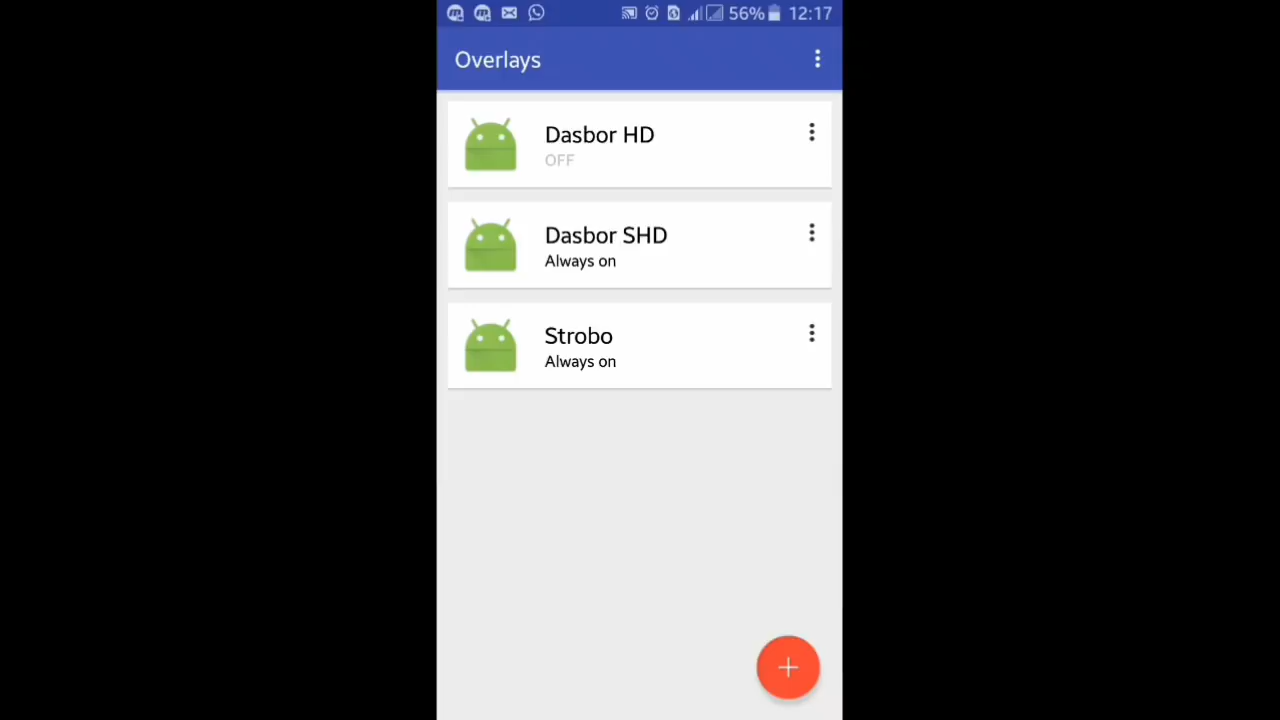 56% 12:17
Overlays
Dasbor HD
OFF
Dasbor SHD
Always on
Strobo
Always on